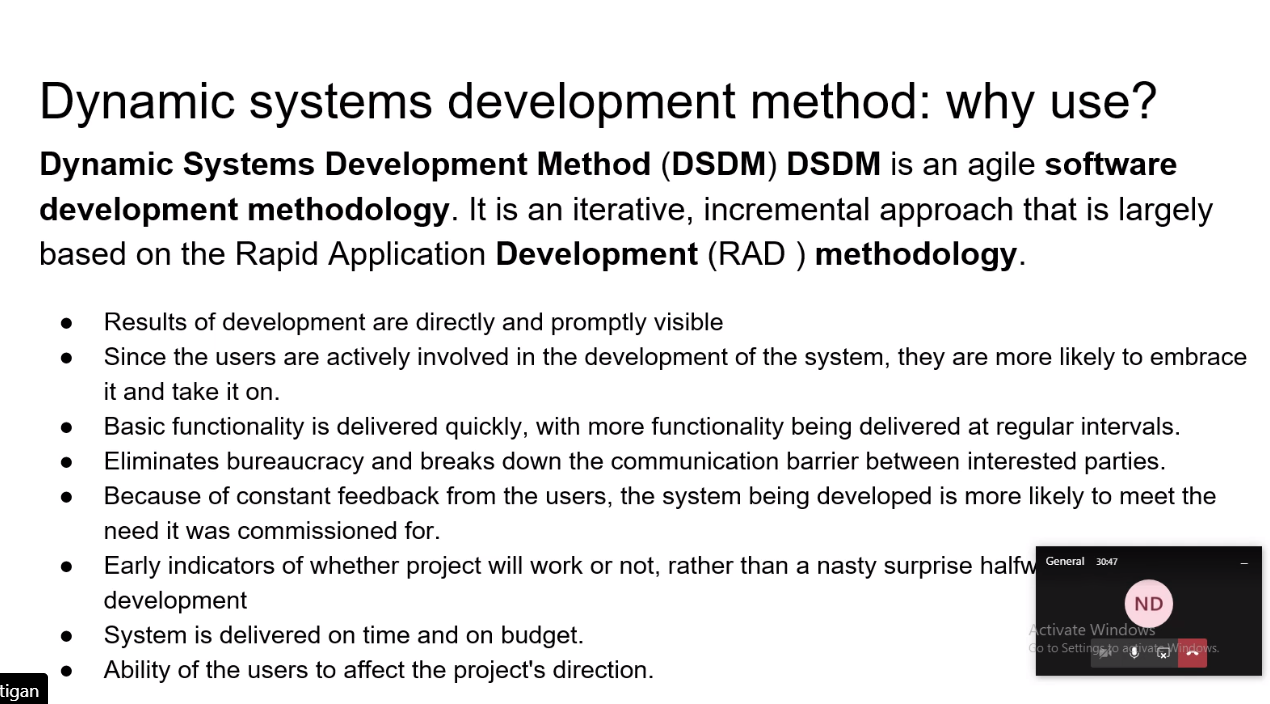 Dynamic systems development method: why use?
Dynamic Systems Development Method (DSDM) DSDM is an agile software
development methodology. It is an iterative, incremental approach that is largely
based on the Rapid Application Development (RAD ) methodology.
● Results of development are directly and promptly visible
● Since the users are actively involved in the development of the system, they are more likely to embrace
it and take it on.
● Basic functionality is delivered quickly, with more functionality being delivered at regular intervals.
● Eliminates bureaucracy and breaks down the communication barrier between interested parties.
● Because of constant feedback from the users, the system being developed is more likely to meet the
need it was commissioned for.
● Early indicators of whether project will work or not, rather than a nasty surprise halfw
development
● System is delivered on time and on budget.
● Ability of the users to affect the project's direction.
General 30:47
ND
Activate Windows
Go to Settings to activate Windows.
tigan